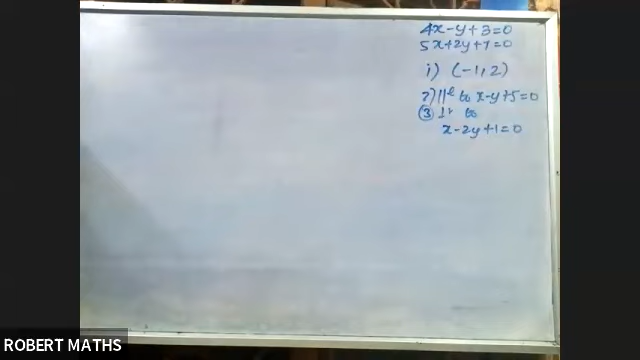 4x-y+3=0
5x+2y+7=0
i) (-1,2)
2) ||l to x-y+5=0
③ ⊥r to
x-2y+1=0
ROBERT MATHS